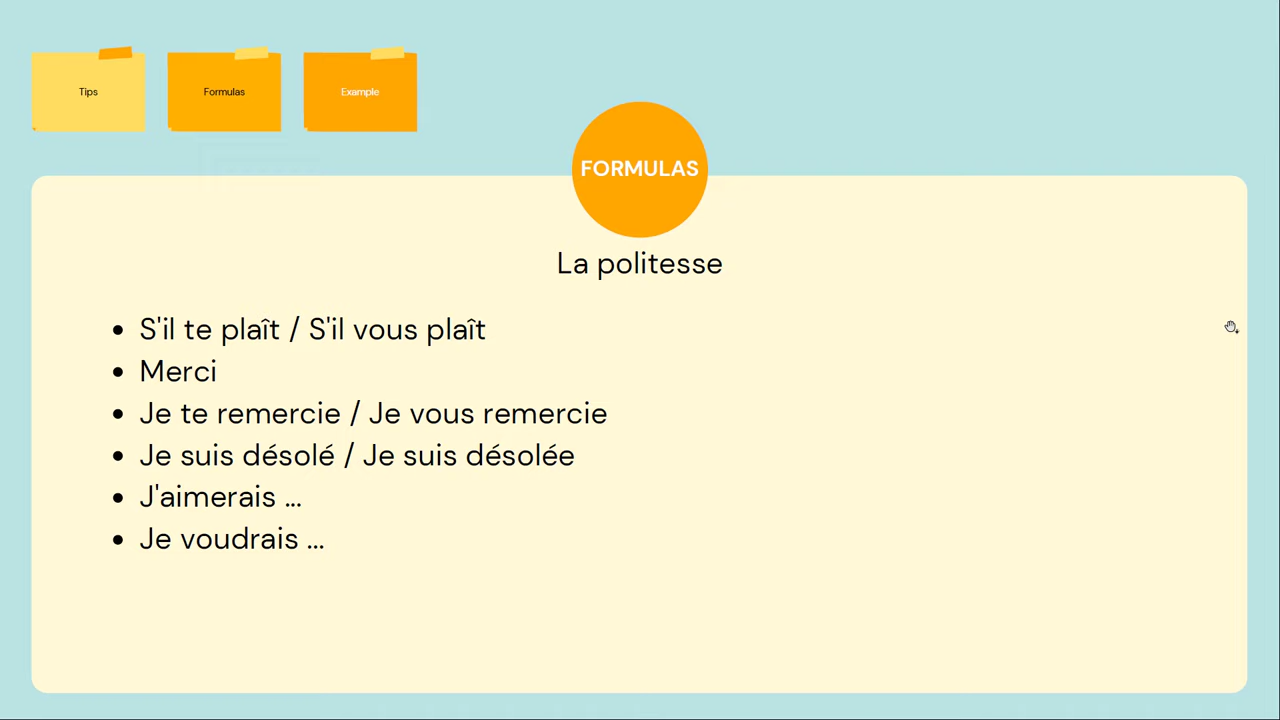 Tips
Formulas
Example
FORMULAS
La politesse
S'il te plaît / S'il vous plaît
Merci
Je te remercie / Je vous remercie
Je suis désolé / Je suis désolée
J'aimerais ...
Je voudrais ...